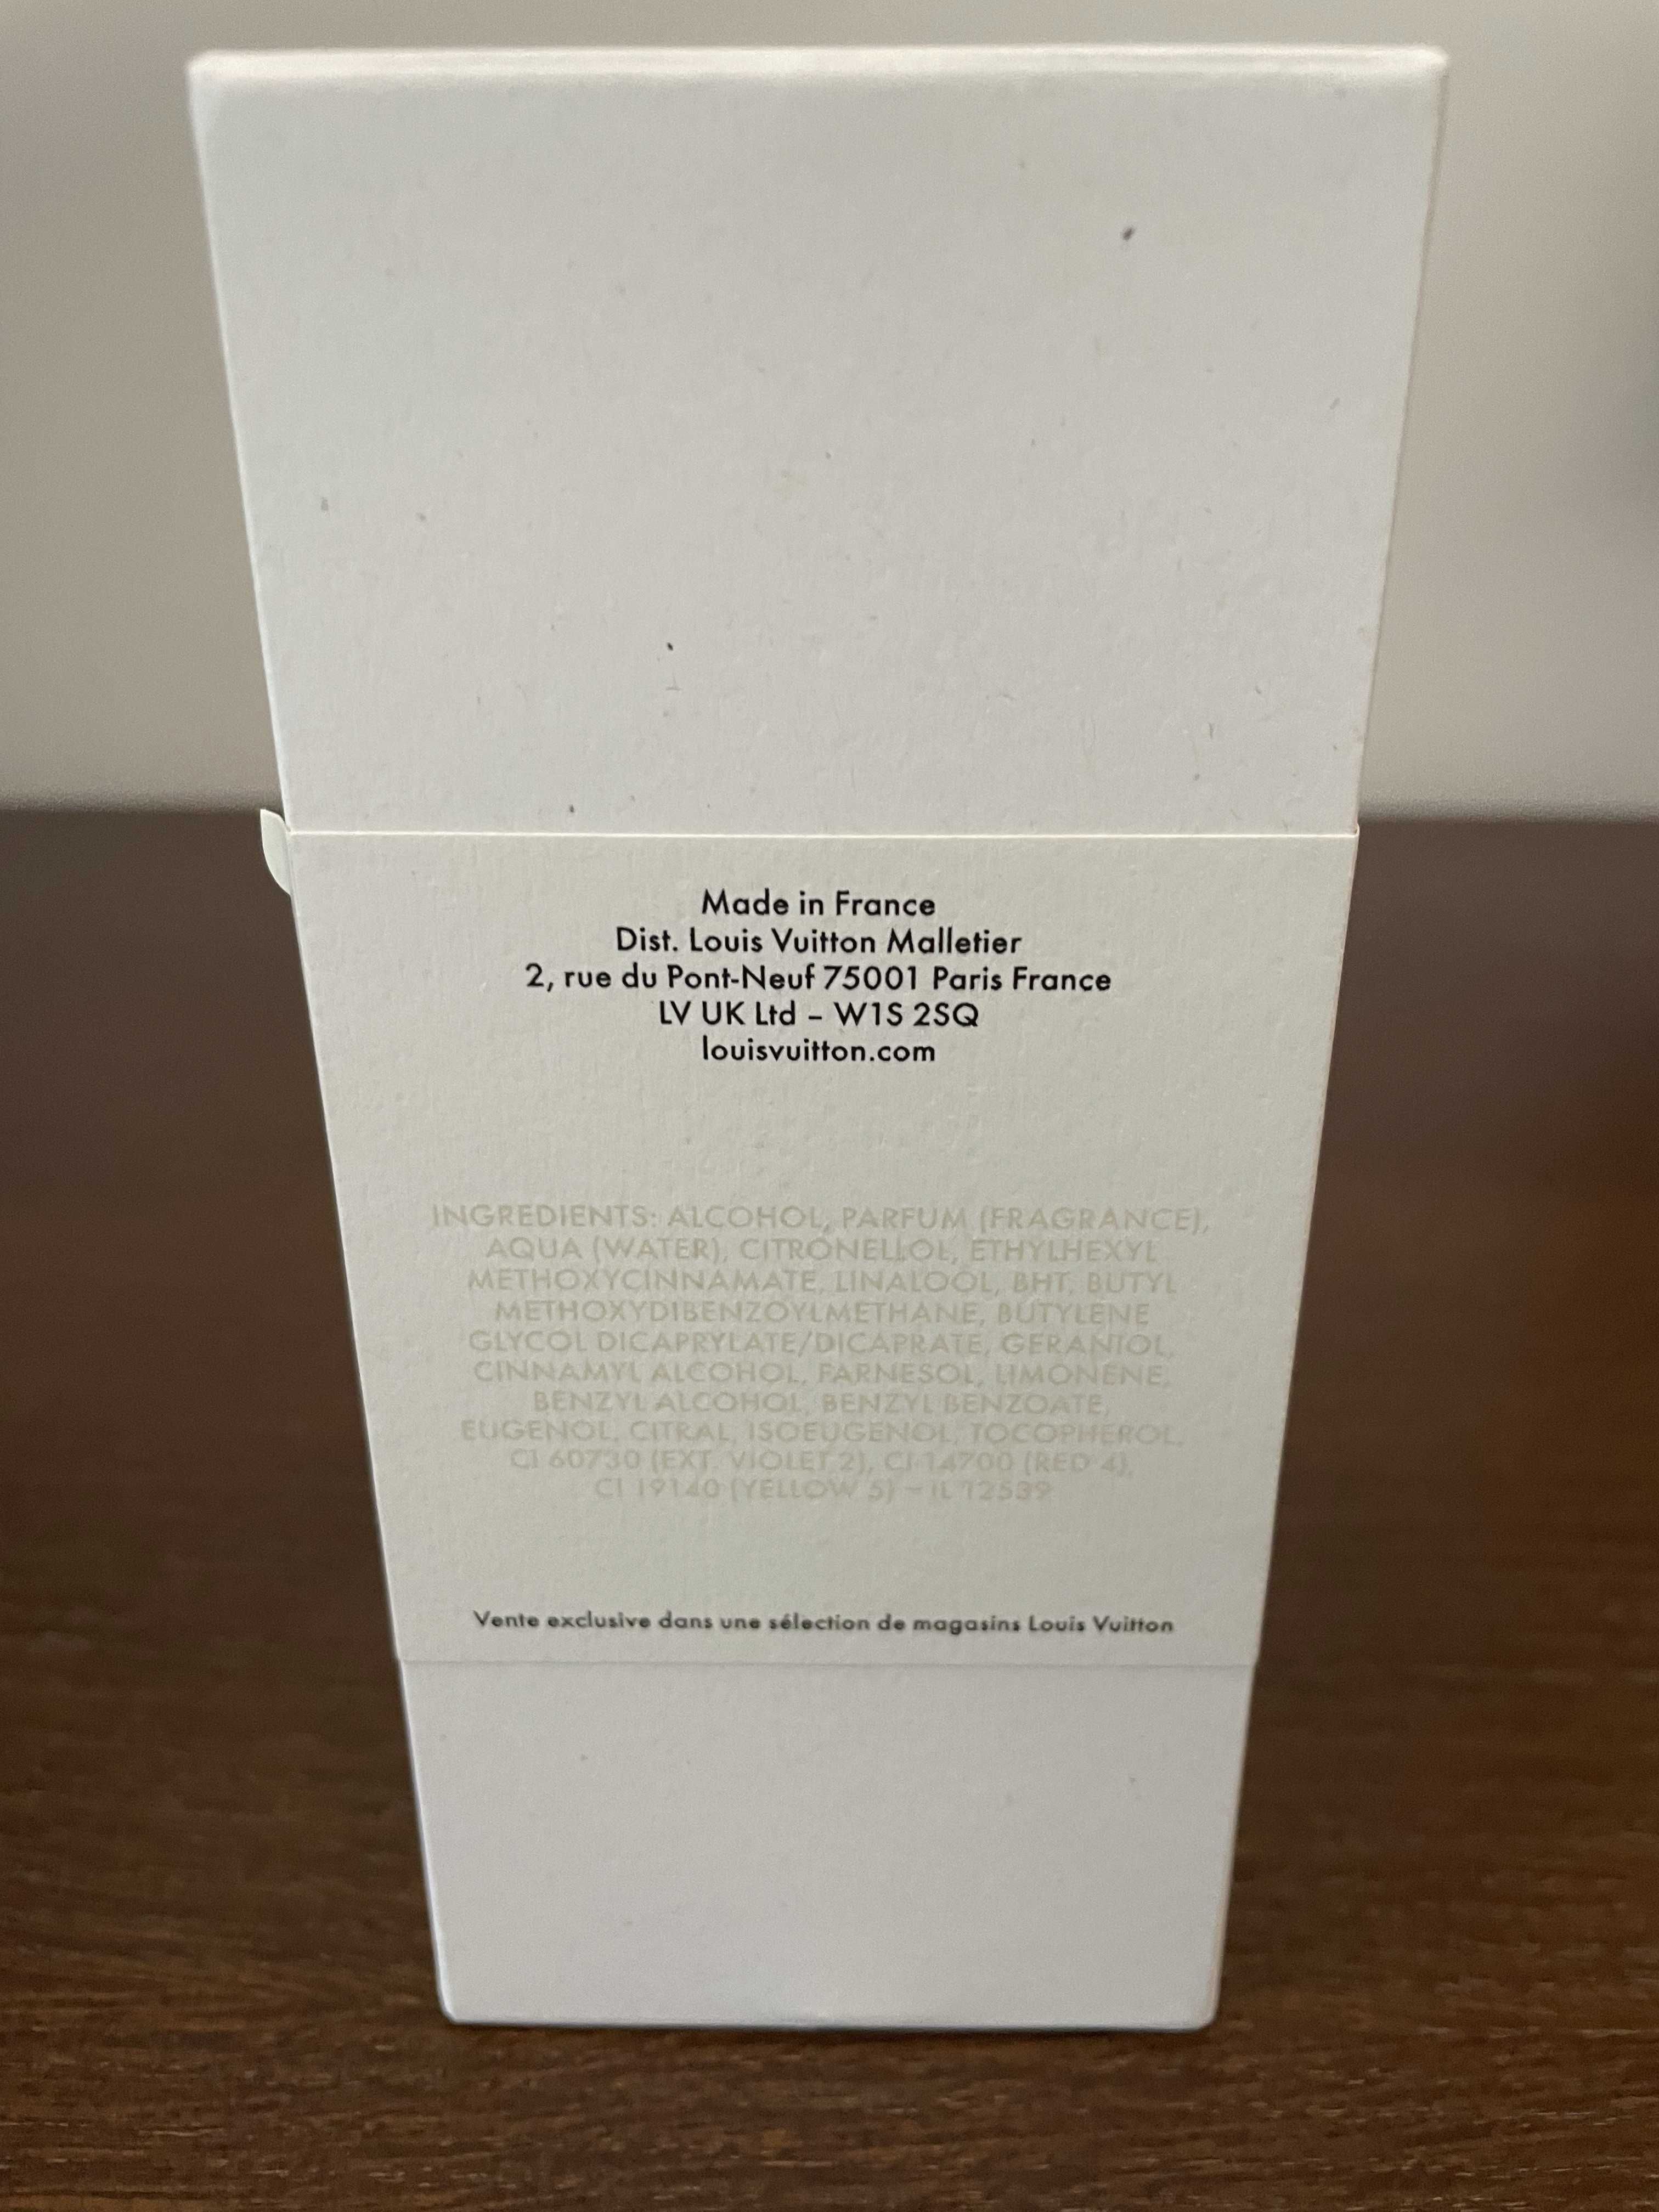 Made in France
Dist. Louis Vuitton Malletier
2, rue du Pont-Neuf 75001 Paris France
LV UK Ltd – W1S 2SQ
louisvuitton.com
INGREDIENTS: ALCOHOL, PARFUM (FRAGRANCE),
AQUA (WATER), CITRONELLOL, ETHYLHEXYL
METHOXYCINNAMATE, LINALOOL, BHT, BUTYL
METHOXYDIBENZOYLMETHANE, BUTYLENE
GLYCOL DICAPRYLATE/DICAPRATE, GERANIOL,
CINNAMYL ALCOHOL, FARNESOL, LIMONENE,
BENZYL ALCOHOL, BENZYL BENZOATE,
EUGENOL, CITRAL, ISOEUGENOL, TOCOPHEROL,
CI 60730 (EXT. VIOLET 2), CI 14700 (RED 4),
CI 19140 (YELLOW 5) – IL 12539
Vente exclusive dans une sélection de magasins Louis Vuitton